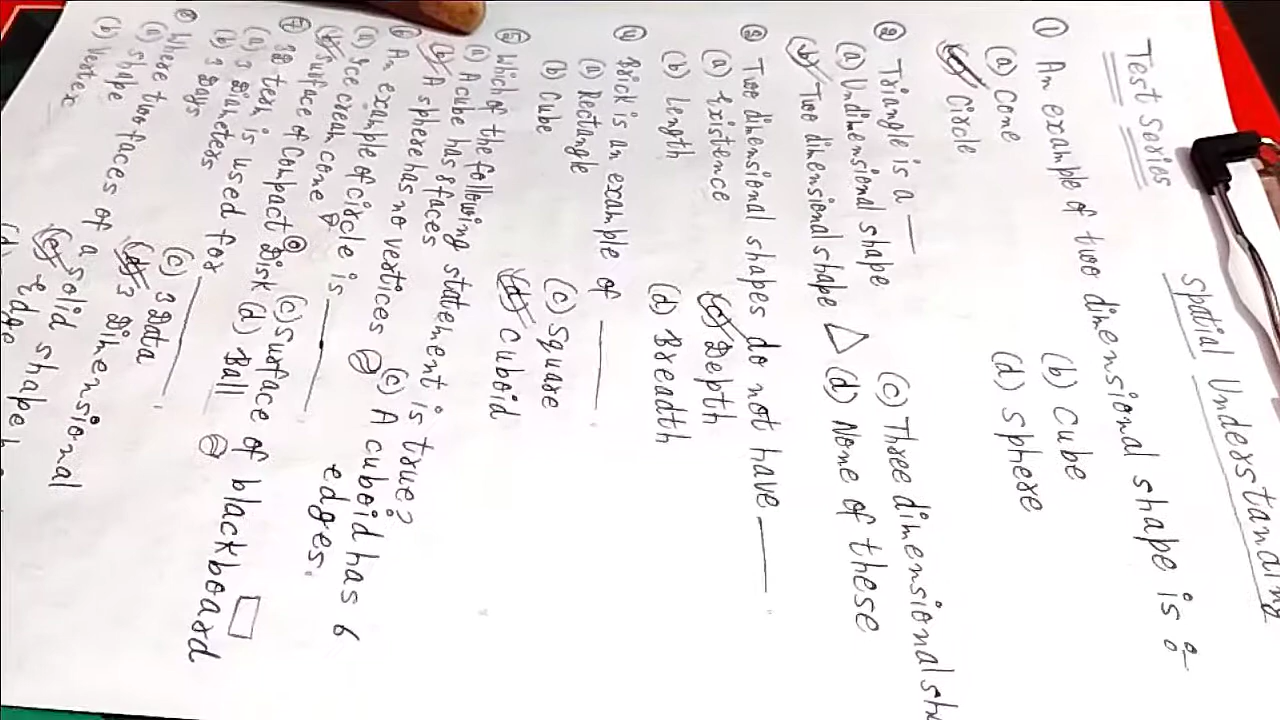 Test Series
Spatial Understanding
① An example of two dimensional shape is :-
(a) Cone (b) Cube
(c) Circle (d) Sphere
② Triangle is a __
(a) Undimensional shape (c) Three dimensional
(b) Two dimensional shape (d) None of these
③ Two dimensional shapes do not have ___
(a) Existence (c) Depth
(b) Length (d) Breadth
④ Brick is an example of ___.
(a) Rectangle (c) Square
(b) Cube (d) Cuboid
⑤ Which of the following statement is true?
(a) A cube has 8 faces (c) A cuboid has 6
(b) A sphere has no vertices edges.
⑥ An example of circle is ___
(a) Ice cream cone (c) Surface of blackboard
(b) Surface of Compact Disk (d) Ball
⑦ 3D term is used for ___.
(a) 3 Diameters (c) 3 Data
(b) 3 Days (d) 3 Dimensional
⑧ Where two faces of a solid shape
(a) Shape (c) edge
(b) Vertex (d)